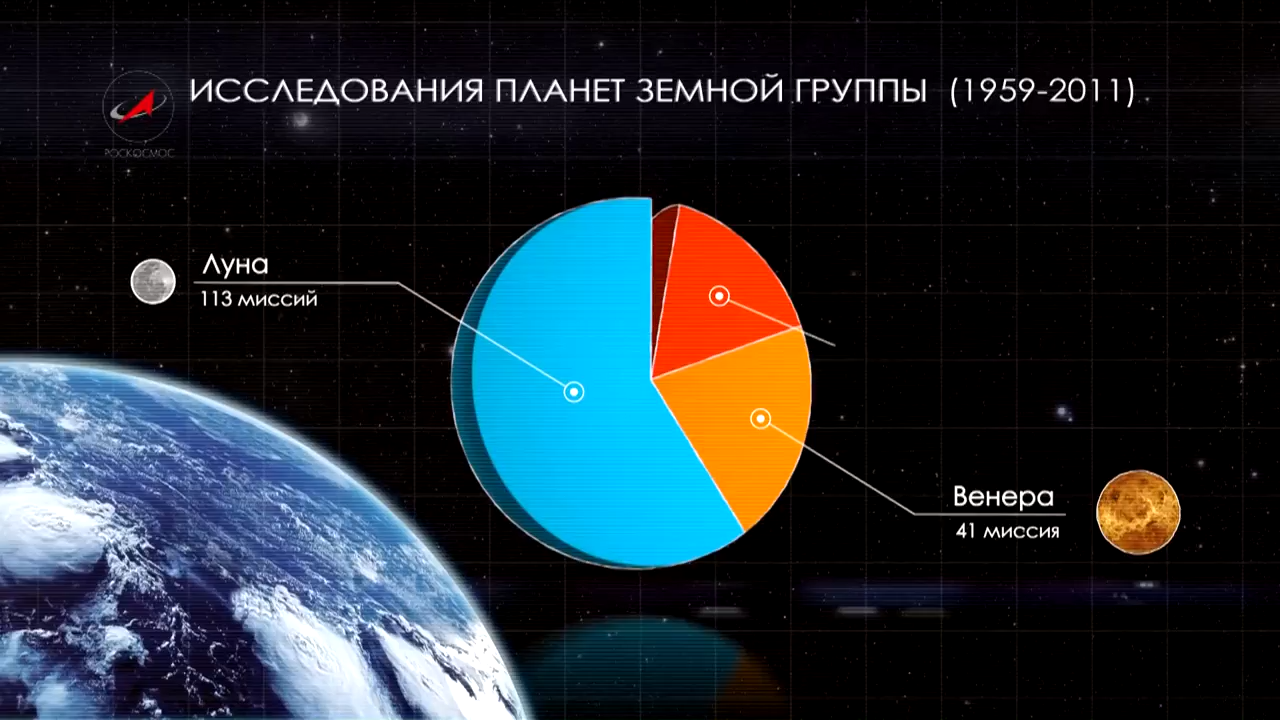 ИССЛЕДОВАНИЯ ПЛАНЕТ ЗЕМНОЙ ГРУППЫ (1959-2011)
РОСКОСМОС
Луна
113 миссий
Венера
41 миссия